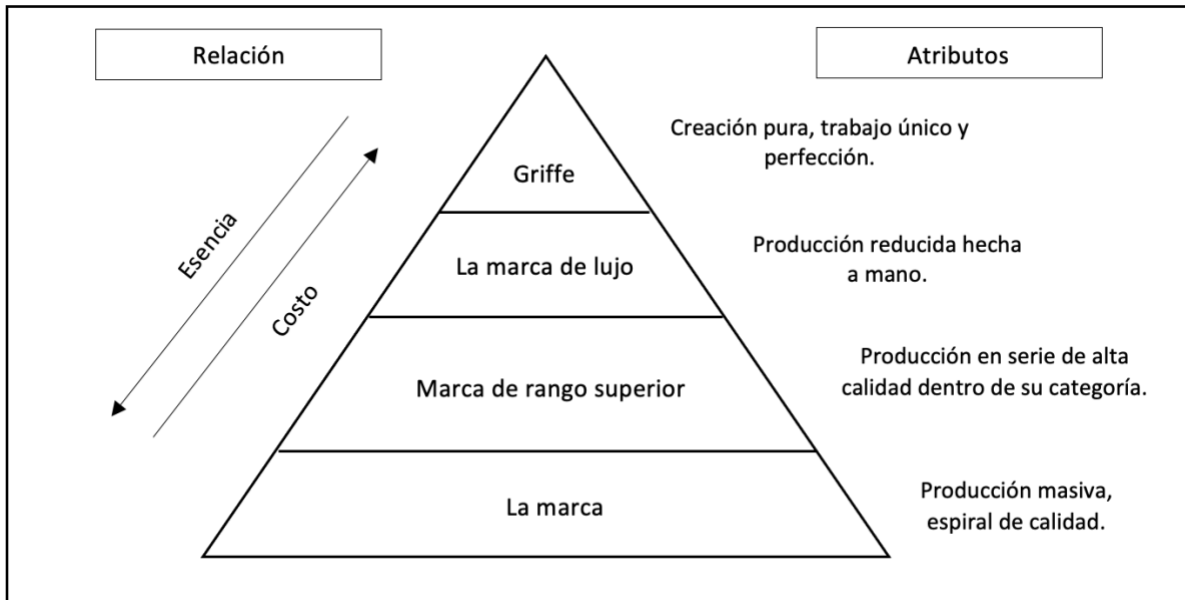 Relación
Atributos
Creación pura, trabajo único y
perfección.
Griffe
Esencia
Costo
La marca de lujo
Producción reducida hecha
a mano.
Marca de rango superior
Producción en serie de alta
calidad dentro de su categoría.
La marca
Producción masiva,
espiral de calidad.